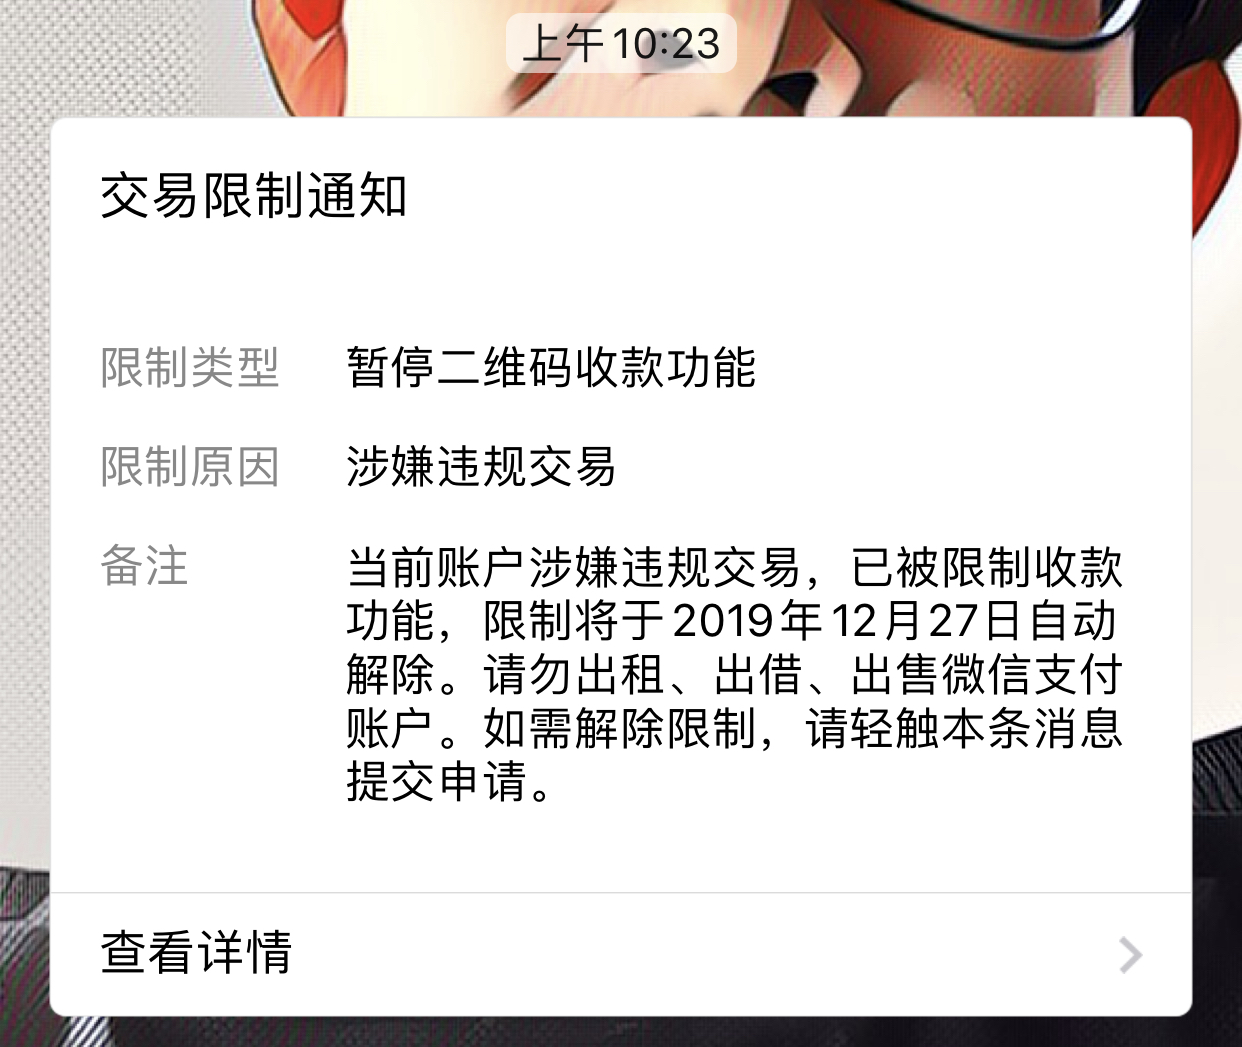 上午10:23
交易限制通知
限制类型 暂停二维码收款功能
限制原因 涉嫌违规交易
备注 当前账户涉嫌违规交易，已被限制收款
功能，限制将于2019年12月27日自动
解除。请勿出租、出借、出售微信支付
账户。如需解除限制，请轻触本条消息
提交申请。
查看详情